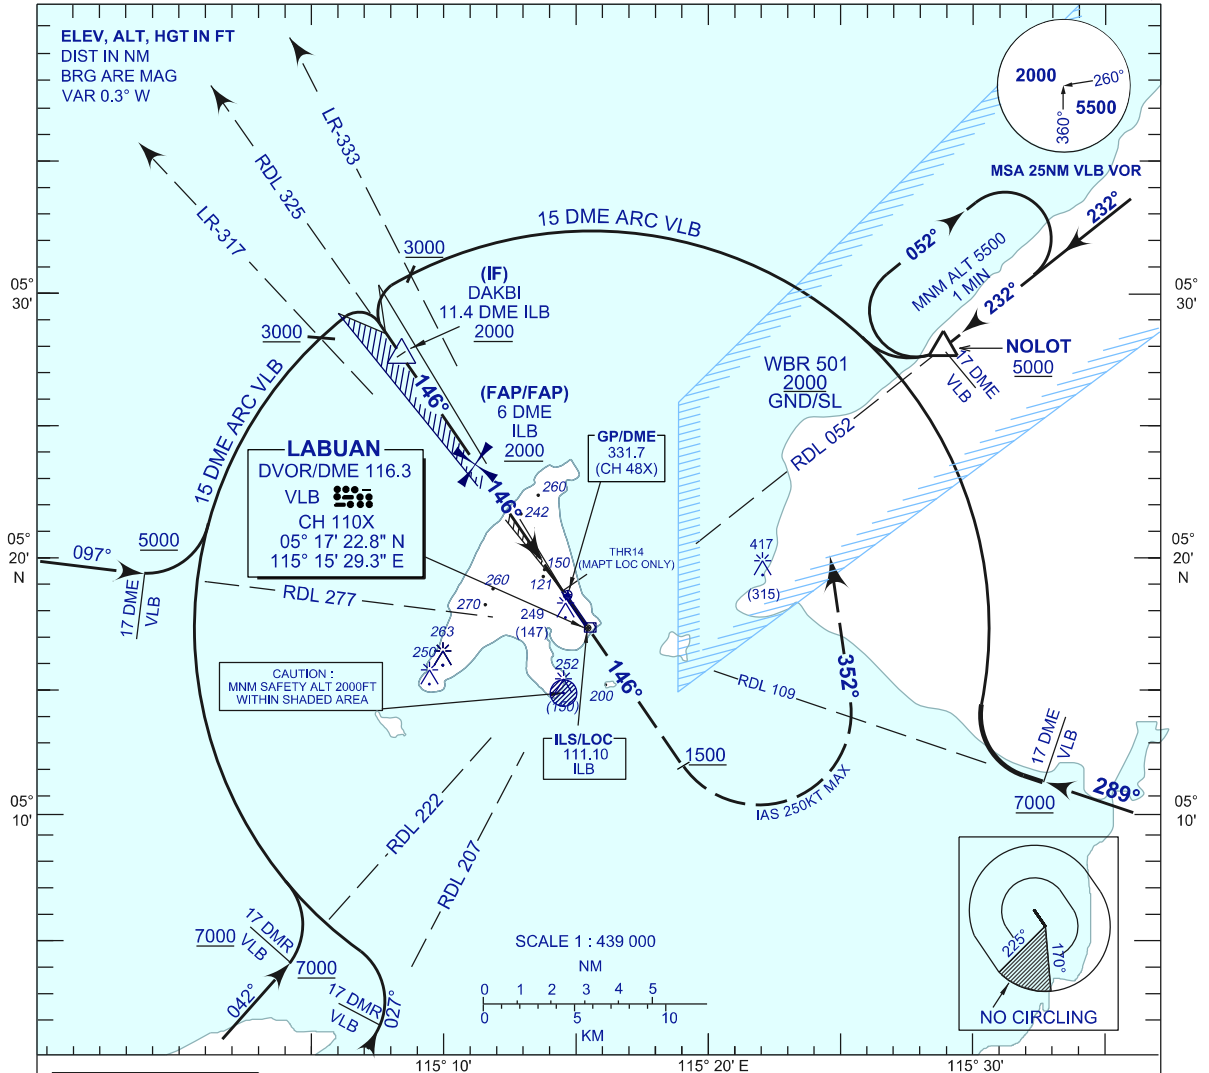 ELEV, ALT, HGT IN FT
DIST IN NM
BRG ARE MAG
VAR 0.3° W
2000
260°
5500
360°
MSA 25NM VLB VOR
LR-333
RDL 325
LR-317
15 DME ARC VLB
3000
3000
(IF)
DAKBI
11.4 DME ILB
2000
052°
MNM ALT 5500
1 MIN
232°
232°
NOLOT
5000
17 DME
VLB
05°
30'
05°
30'
WBR 501
2000
GND/SL
RDL 052
15 DME ARC VLB
146°
(FAP/FAP)
6 DME
ILB
2000
GP/DME
331.7
(CH 48X)
LABUAN
DVOR/DME 116.3
VLB
CH 110X
05° 17' 22.8" N
115° 15' 29.3" E
146°
260
242
150
121
THR14
(MAPT LOC ONLY)
417
(315)
05°
20'
N
05°
20'
N
097°
5000
17 DME
VLB
RDL 277
260
270
249
(147)
263
250
252
(150)
200
CAUTION :
MNM SAFETY ALT 2000FT
WITHIN SHADED AREA
146°
352°
RDL 109
ILS/LOC
111.10
ILB
1500
IAS 250KT MAX
17 DME
VLB
7000
289°
05°
10'
05°
10'
RDL 222
RDL 207
7000
17 DMR
VLB
042°
7000
17 DMR
VLB
027°
SCALE 1 : 439 000
NM
0 1 2 3 4 5
0 5 10
KM
225°
170°
NO CIRCLING
115° 10'
115° 20' E
115° 30'